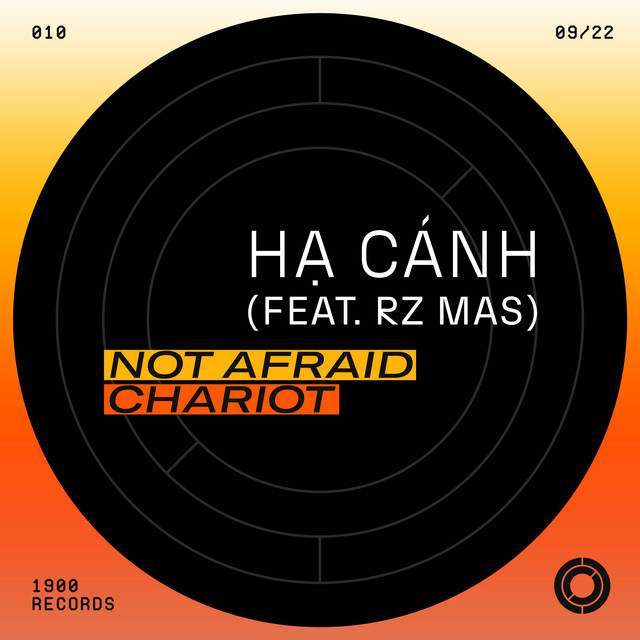 010
09/22
HẠ CÁNH
(FEAT. RZ MAS)
NOT AFRAID
CHARIOT
1900
RECORDS